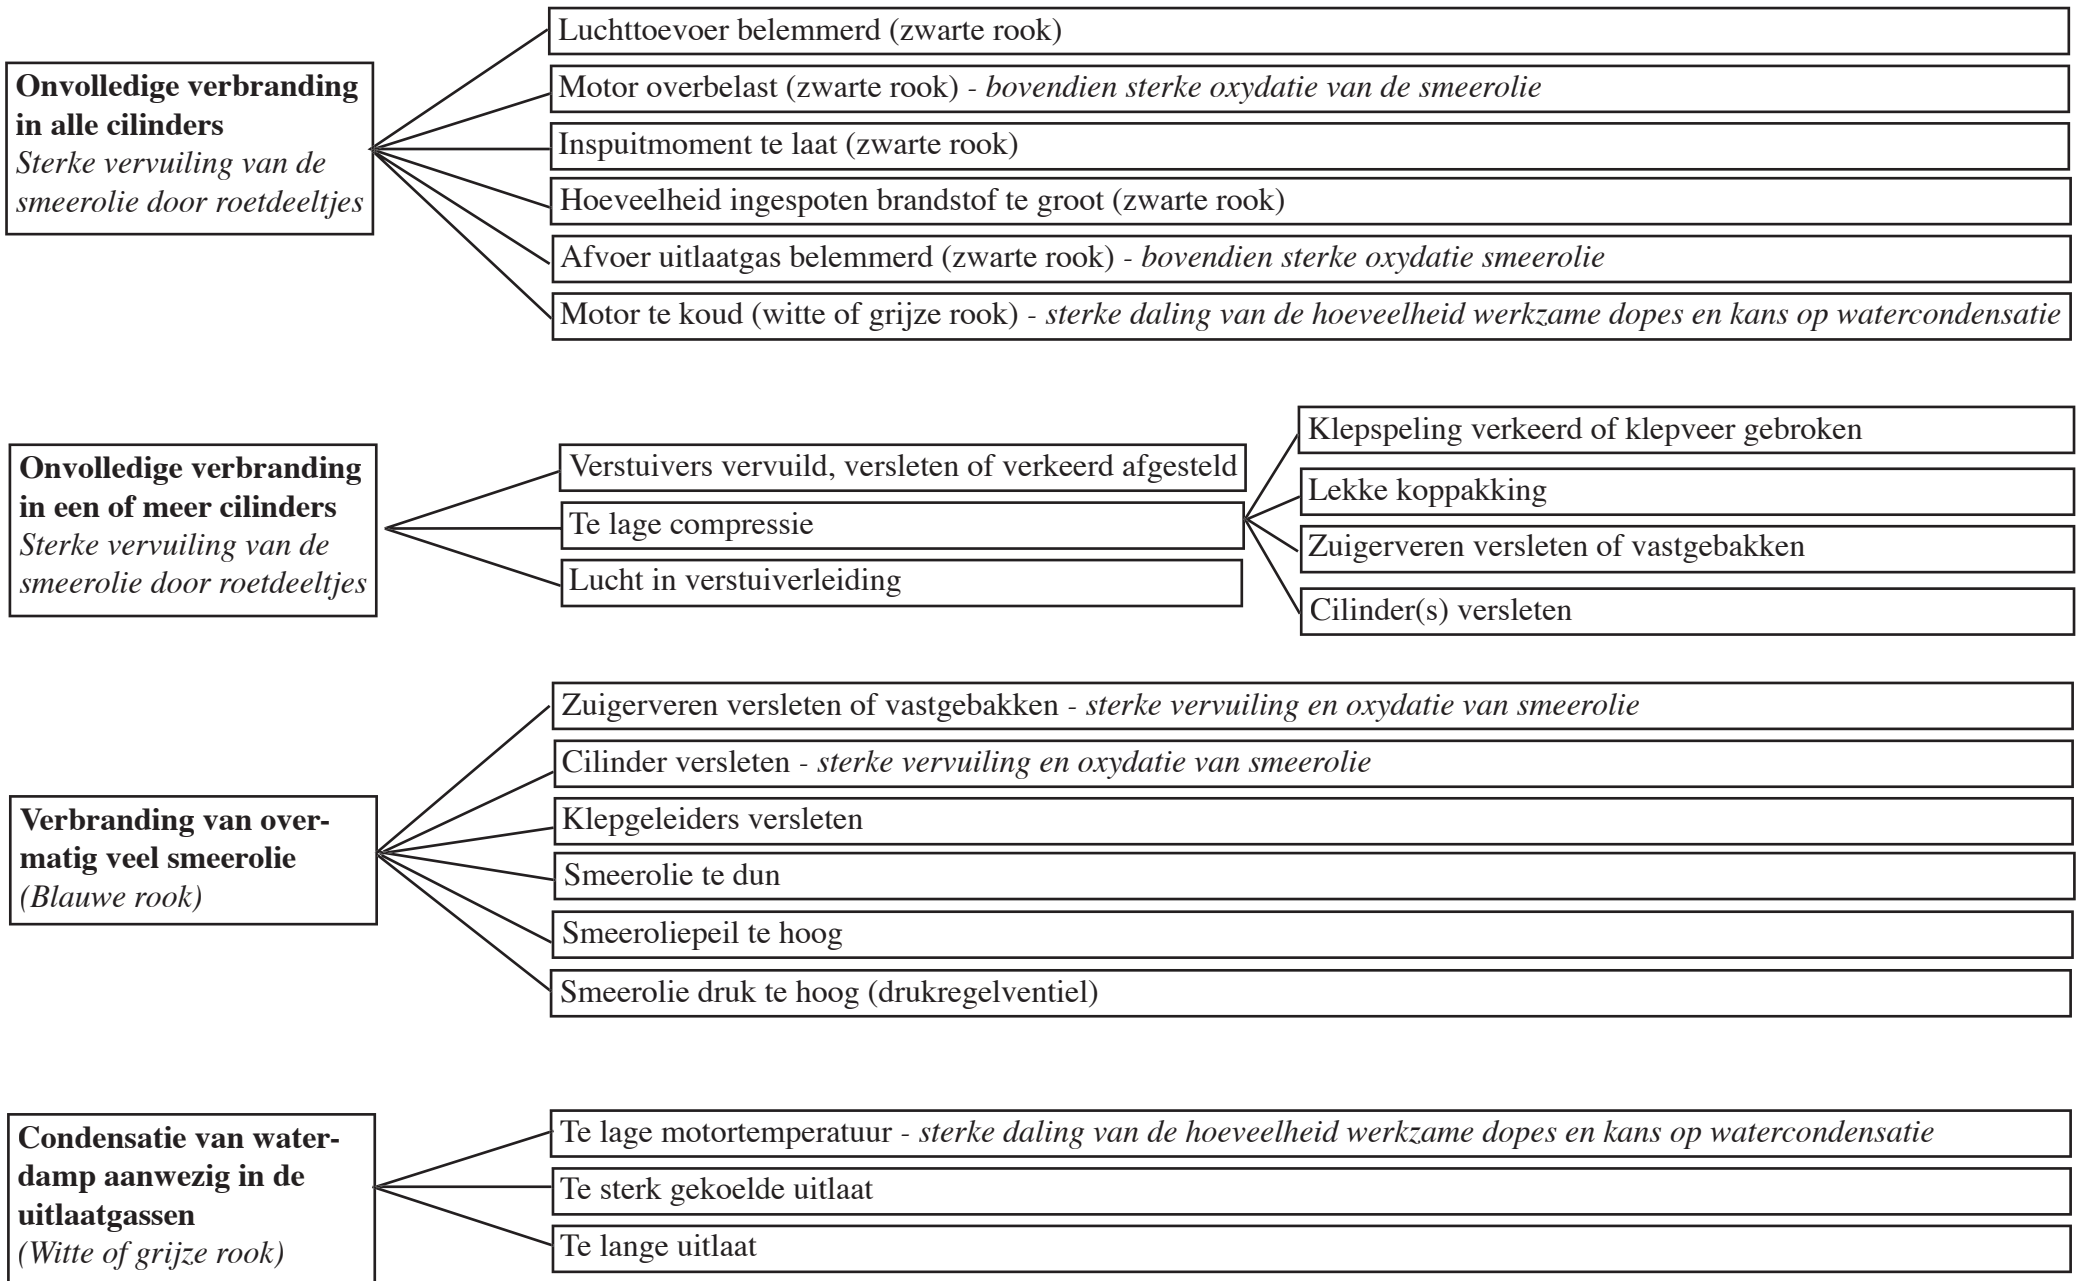 Onvolledige verbranding
in alle cilinders
Sterke vervuiling van de
smeerolie door roetdeeltjes
Luchttoevoer belemmerd (zwarte rook)
Motor overbelast (zwarte rook) - bovendien sterke oxydatie van de smeerolie
Inspuitmoment te laat (zwarte rook)
Hoeveelheid ingespoten brandstof te groot (zwarte rook)
Afvoer uitlaatgas belemmerd (zwarte rook) - bovendien sterke oxydatie smeerolie
Motor te koud (witte of grijze rook) - sterke daling van de hoeveelheid werkzame dopes en kans op watercondensatie
Onvolledige verbranding
in een of meer cilinders
Sterke vervuiling van de
smeerolie door roetdeeltjes
Verstuivers vervuild, versleten of verkeerd afgesteld
Te lage compressie
Lucht in verstuiverleiding
Klepspeling verkeerd of klepveer gebroken
Lekke koppakking
Zuigerveren versleten of vastgebakken
Cilinder(s) versleten
Verbranding van over-
matig veel smeerolie
(Blauwe rook)
Zuigerveren versleten of vastgebakken - sterke vervuiling en oxydatie van smeerolie
Cilinder versleten - sterke vervuiling en oxydatie van smeerolie
Klepgeleiders versleten
Smeerolie te dun
Smeeroliepeil te hoog
Smeerolie druk te hoog (drukregelventiel)
Condensatie van water-
damp aanwezig in de
uitlaatgassen
(Witte of grijze rook)
Te lage motortemperatuur - sterke daling van de hoeveelheid werkzame dopes en kans op watercondensatie
Te sterk gekoelde uitlaat
Te lange uitlaat